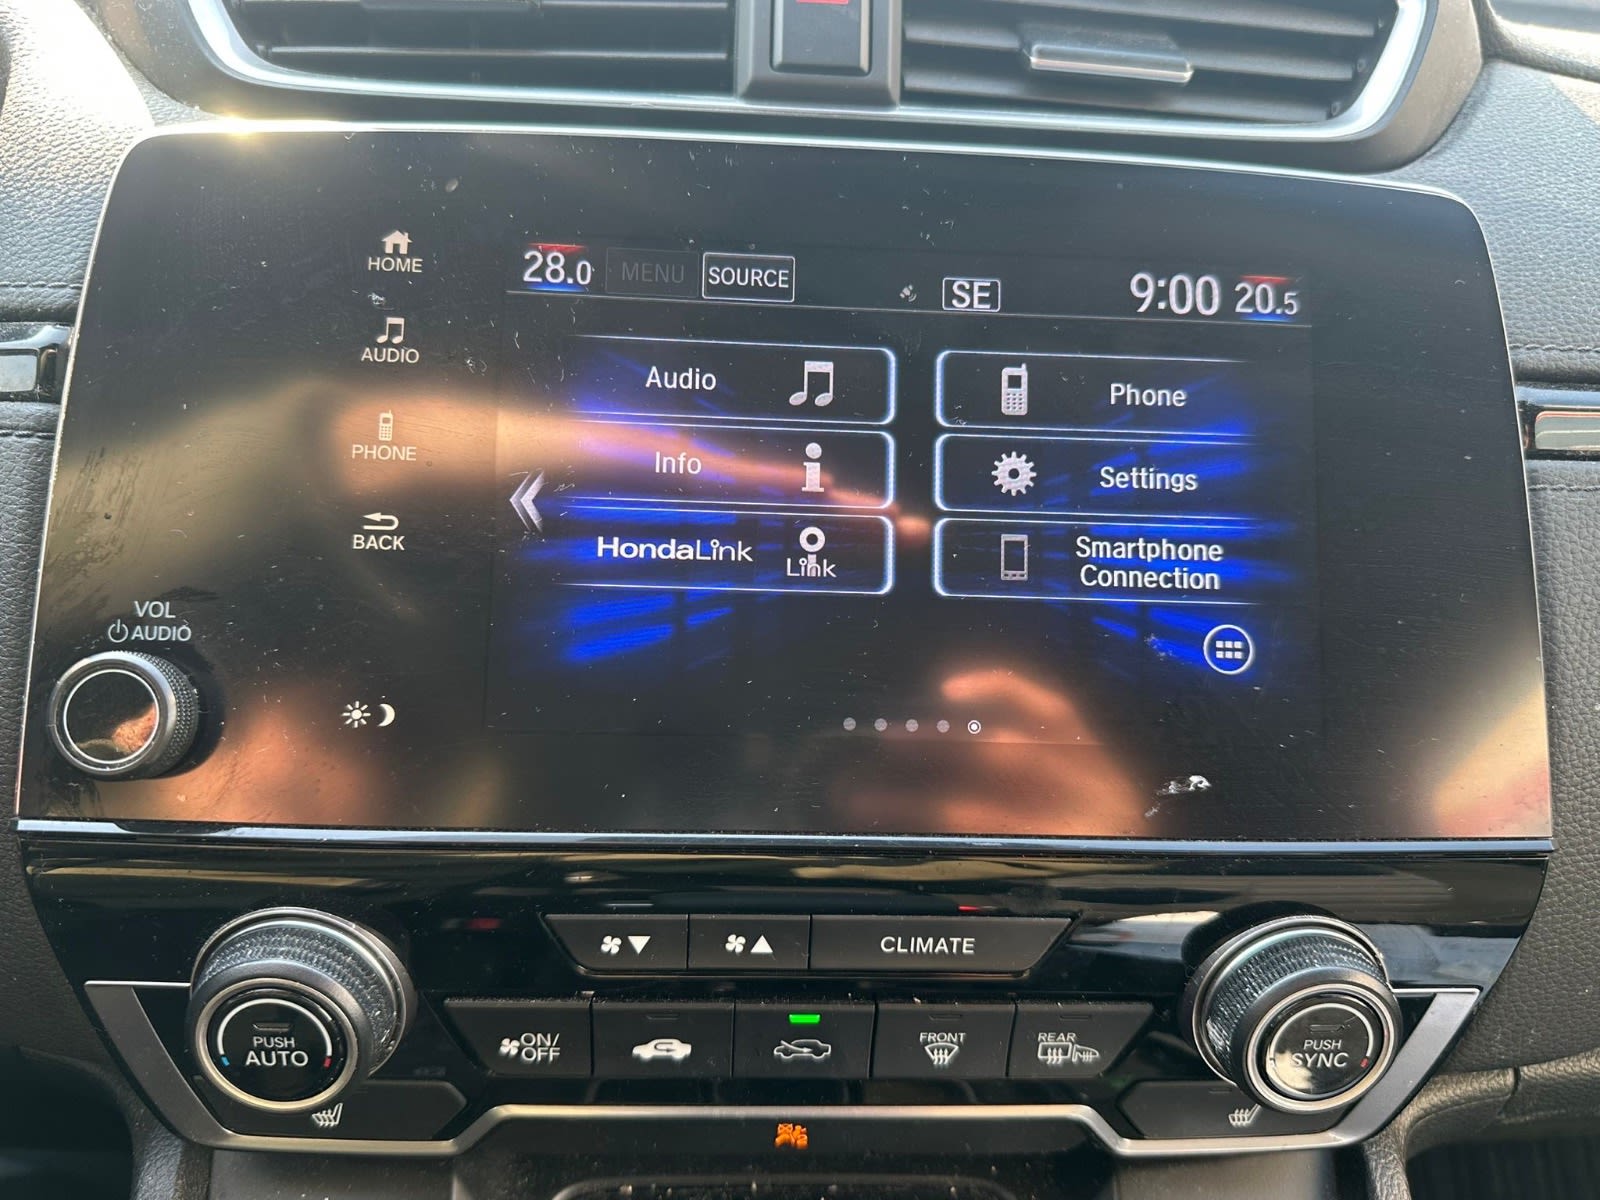 HOME
AUDIO
PHONE
BACK
VOL
AUDIO
28.0 MENU SOURCE SE 9:00 20.5
Audio
Info
HondaLink Link
Phone
Settings
Smartphone
Connection
CLIMATE
PUSH
AUTO
ON/
OFF
FRONT
REAR
PUSH
SYNC